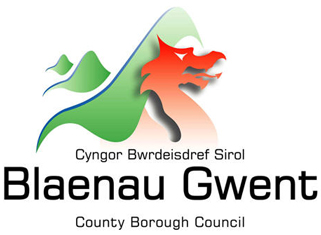 Cyngor Bwrdeisdref Sirol
Blaenau Gwent
County Borough Council